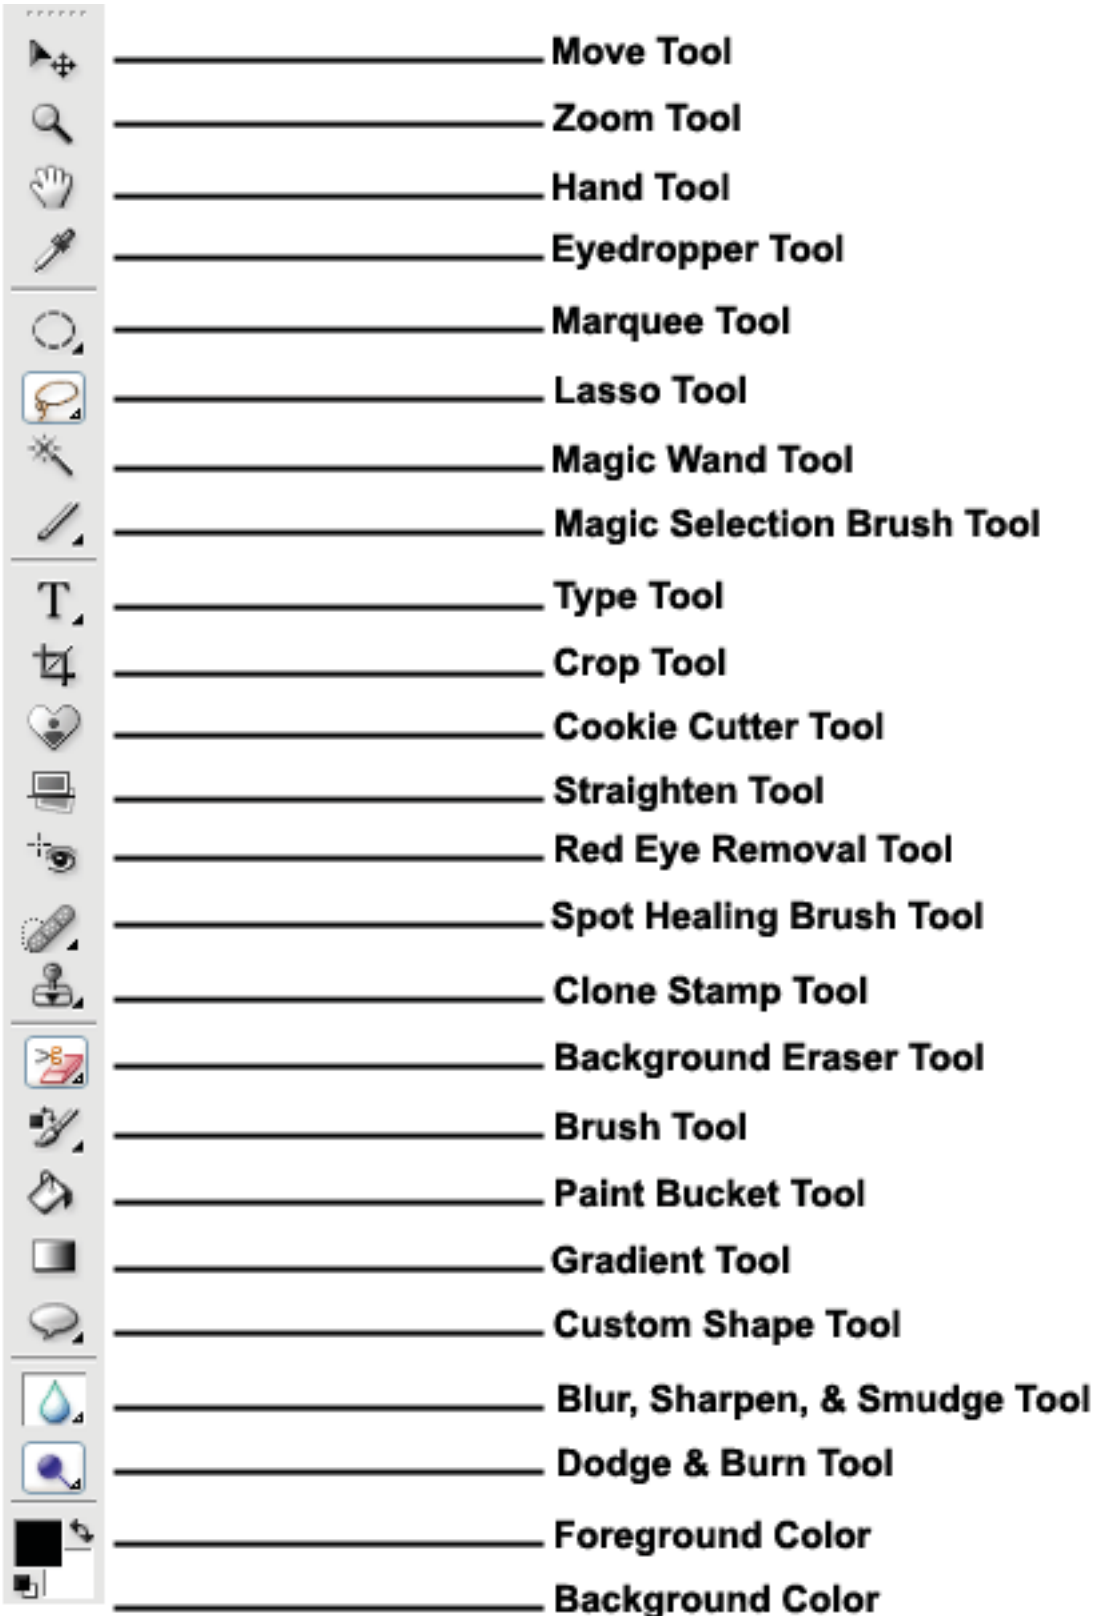 Move Tool
Zoom Tool
Hand Tool
Eyedropper Tool
Marquee Tool
Lasso Tool
Magic Wand Tool
Magic Selection Brush Tool
T Type Tool
Crop Tool
Cookie Cutter Tool
Straighten Tool
Red Eye Removal Tool
Spot Healing Brush Tool
Clone Stamp Tool
Background Eraser Tool
Brush Tool
Paint Bucket Tool
Gradient Tool
Custom Shape Tool
Blur, Sharpen, & Smudge Tool
Dodge & Burn Tool
Foreground Color
Background Color